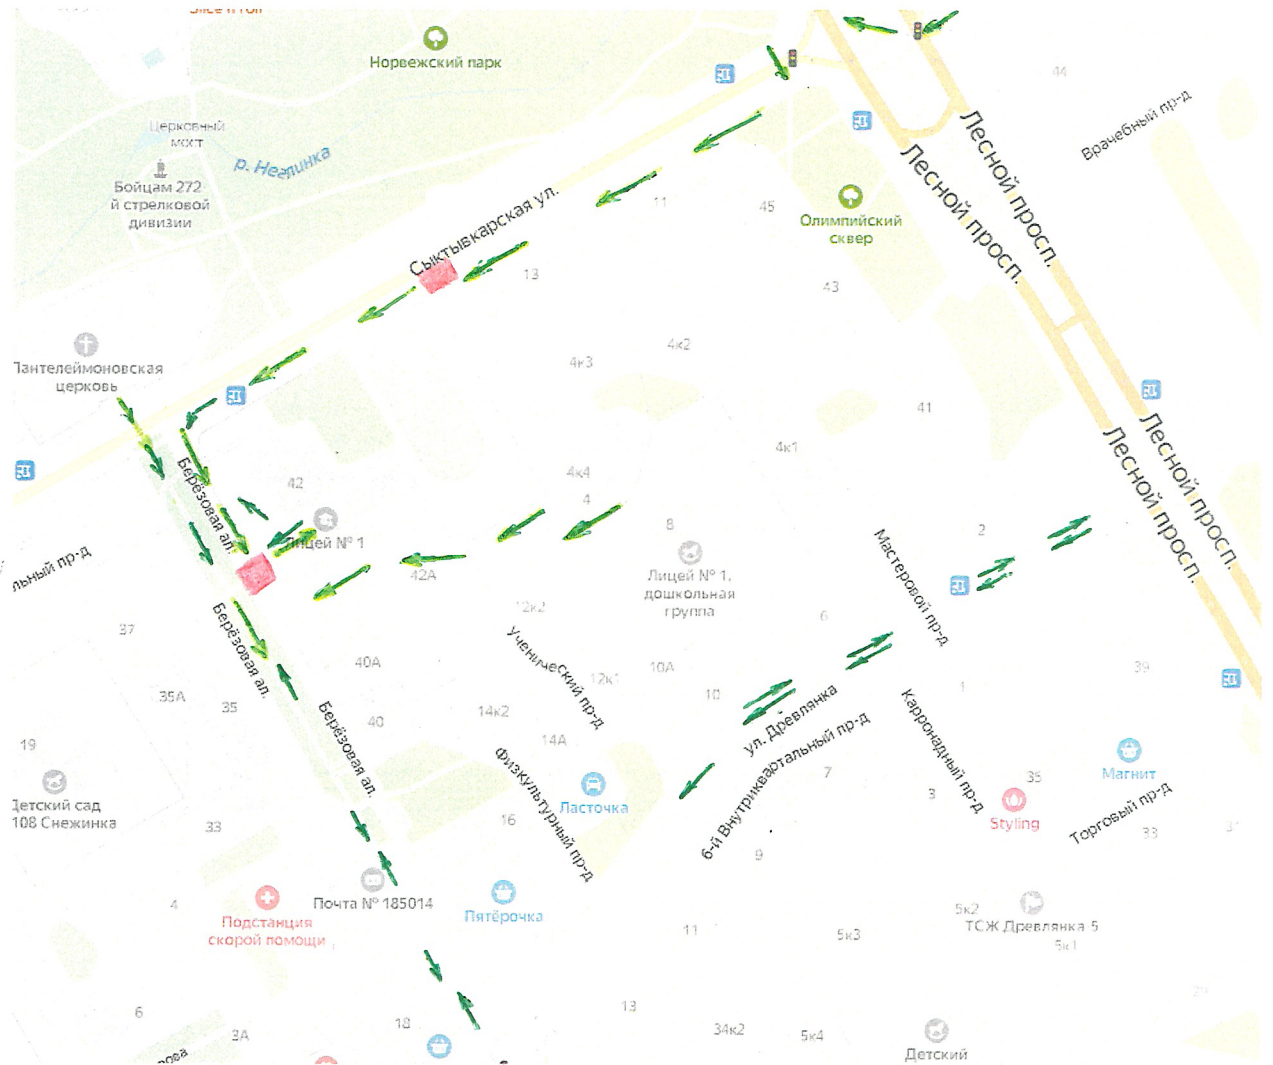 Норвежский парк
44
Врачебный пр-д
Церковный
мост
р. Неглинка
Лесной просп.
Лесной просп.
Бойцам 272-
й стрелковой
дивизии
Сыктывкарская ул.
11
45
Олимпийский
сквер
13
43
4к2
4к3
Пантелеймоновская
церковь
41
4к1
Лесной просп.
Лесной просп.
Берёзовая ал.
42
4к4
4
8
2
Лицей № 1
льный пр-д
42А
Лицей № 1,
дошкольная
группа
Мастеровой пр-д
12к2
6
37
Берёзовая ал.
40А
Ученический пр-д
12к1
10А
39
35А
35
10
1
ул. Древлянка
40
14к2
14А
Берёзовая ал.
Физкультурный пр-д
6-й Внутриквартальный пр-д
Карронадный пр-д
19
7
35
Магнит
Детский сад
108 Снежинка
Ласточка
3
Styling
Торговый пр-д
33
33
16
9
4
Почта № 185014
Пятёрочка
Подстанция
скорой помощи
11
5к3
5к2
ТСЖ Древлянка-5
5к1
6
3А
18
13
34к2
5к4
Детский